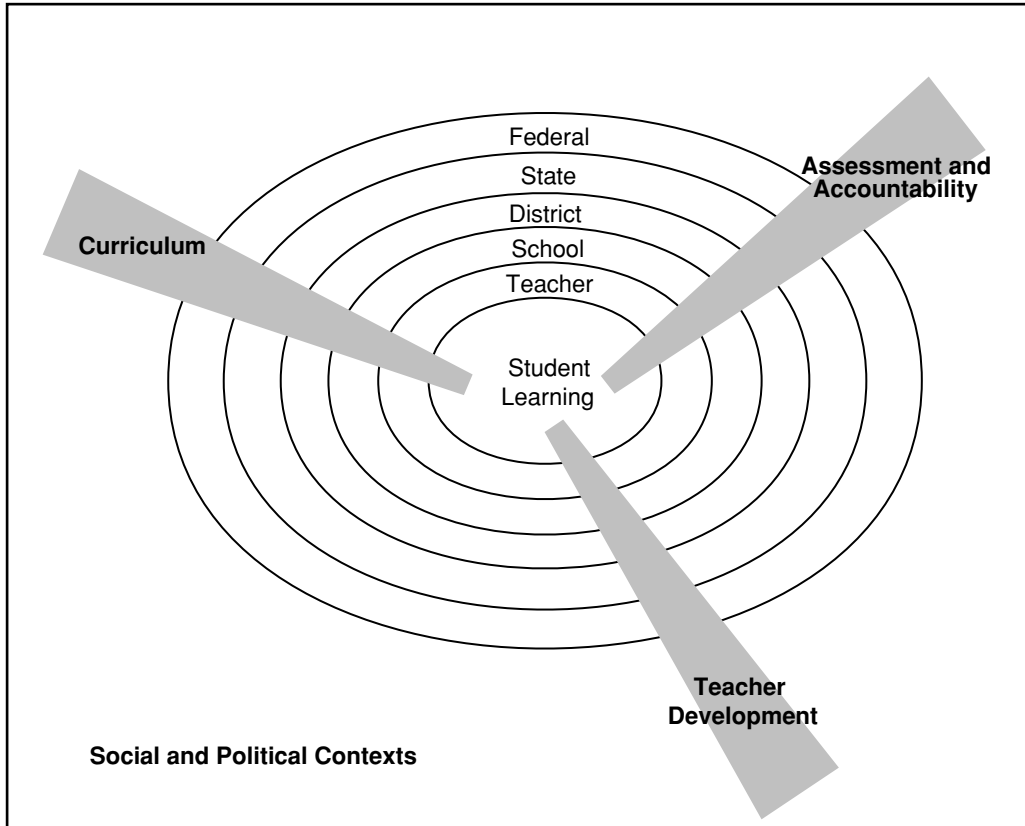 Federal
State
District
School
Teacher
Student
Learning
Curriculum
Assessment and
Accountability
Teacher
Development
Social and Political Contexts